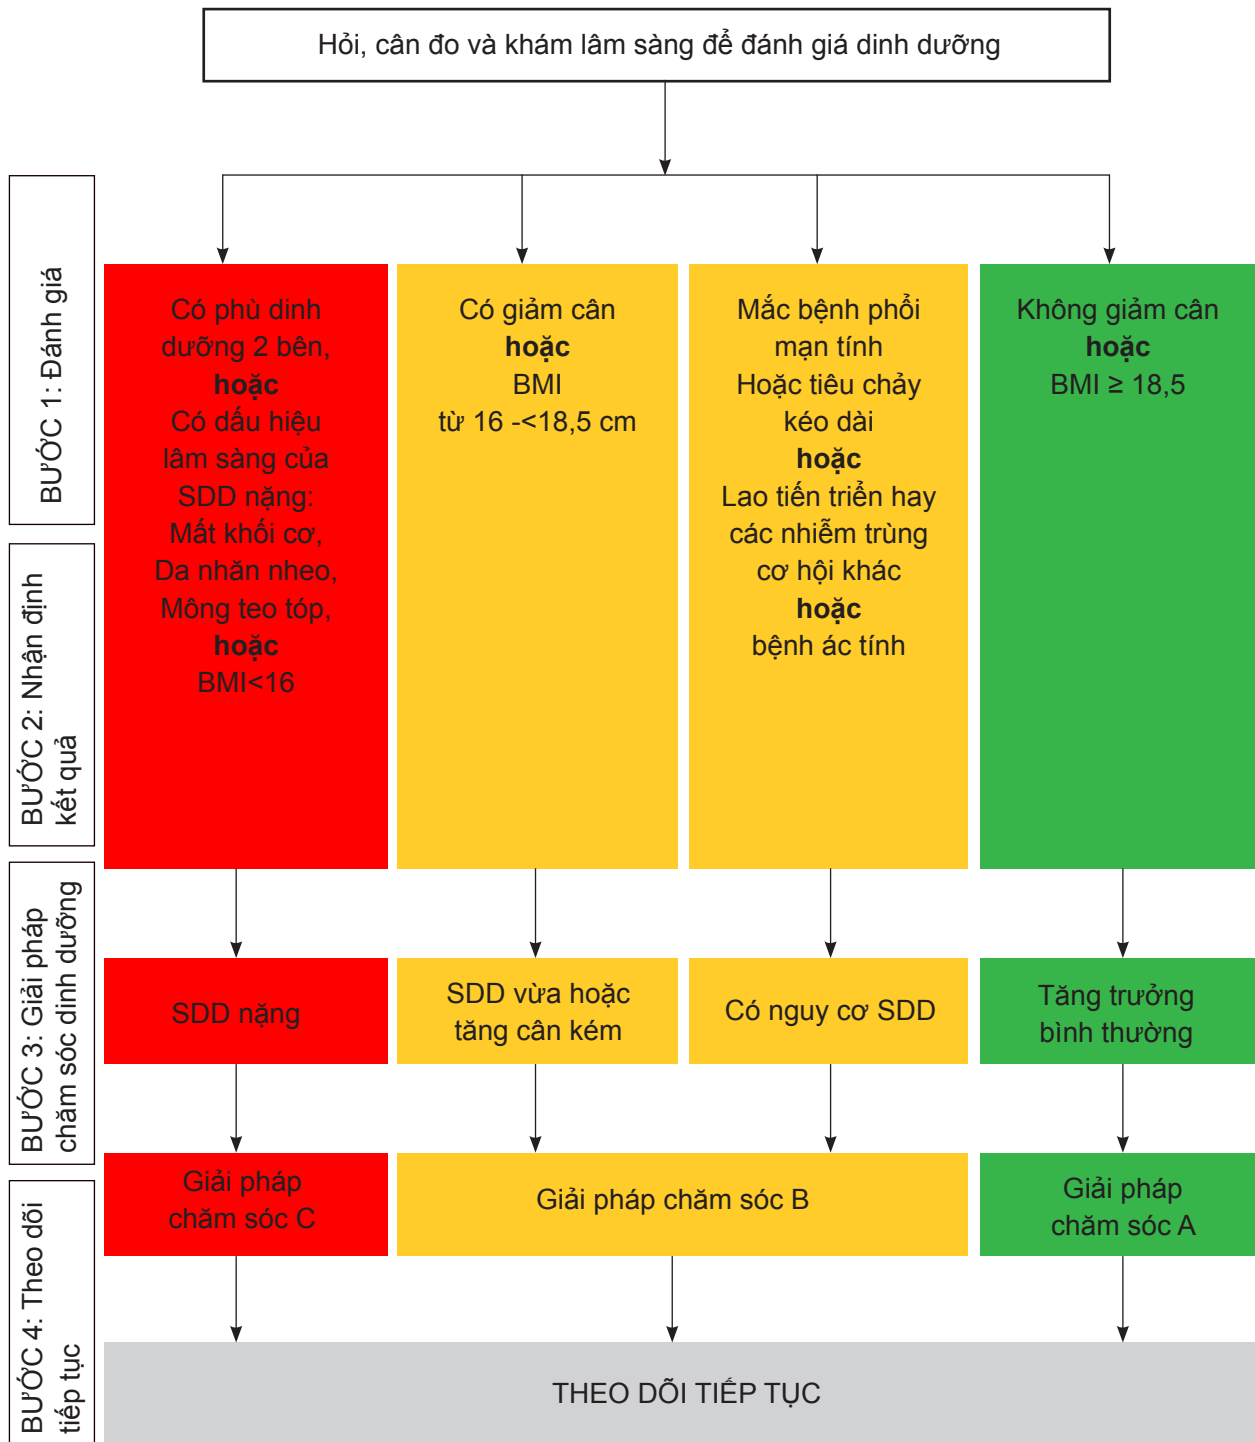 Hỏi, cân đo và khám lâm sàng để đánh giá dinh dưỡng
BƯỚC 1: Đánh giá
Có phù dinh
dưỡng 2 bên,
hoặc
Có dấu hiệu
lâm sàng của
SDD nặng:
Mất khối cơ,
Da nhăn nheo,
Mông teo tóp,
hoặc
BMI<16
Có giảm cân
hoặc
BMI
từ 16 -<18,5 cm
Mắc bệnh phổi
mạn tính
Hoặc tiêu chảy
kéo dài
hoặc
Lao tiến triển hay
các nhiễm trùng
cơ hội khác
hoặc
bệnh ác tính
Không giảm cân
hoặc
BMI ≥ 18,5
BƯỚC 2: Nhận định
kết quả
SDD nặng
SDD vừa hoặc
tăng cân kém
Có nguy cơ SDD
Tăng trưởng
bình thường
BƯỚC 3: Giải pháp
chăm sóc dinh dưỡng
Giải pháp
chăm sóc C
Giải pháp chăm sóc B
Giải pháp
chăm sóc A
BƯỚC 4: Theo dõi
tiếp tục
THEO DÕI TIẾP TỤC